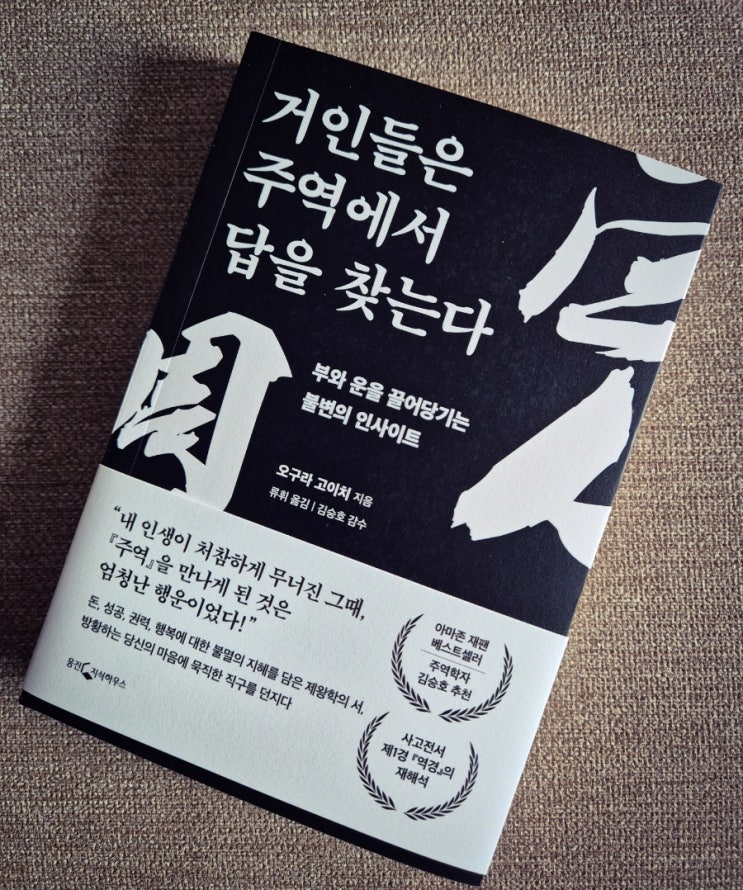 거인들은
주역에서
답을 찾는다
부와 운을 끌어당기는
불변의 인사이트
오구라 고이치 지음
류휘 옮김 | 김승호 감수
周
“내 인생이 처참하게 무너진 그때,
『주역』을 만나게 된 것은
엄청난 행운이었다!”
돈, 성공, 권력, 행복에 대한 불멸의 지혜를 담은 제왕학의 서,
방황하는 당신의 마음에 묵직한 직구를 던지다
웅진 지식하우스
아마존 재팬
베스트셀러
주역학자
김승호 추천
사고전서
제1경 『역경』의
재해석